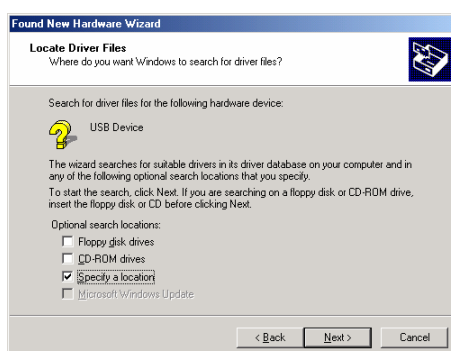 Found New Hardware Wizard
Locate Driver Files
Where do you want Windows to search for driver files?
Search for driver files for the following hardware device:
USB Device
The wizard searches for suitable drivers in its driver database on your computer and in
any of the following optional search locations that you specify.
To start the search, click Next. If you are searching on a floppy disk or CD-ROM drive,
insert the floppy disk or CD before clicking Next.
Optional search locations:
Floppy disk drives
CD-ROM drives
Specify a location
Microsoft Windows Update
< Back Next > Cancel